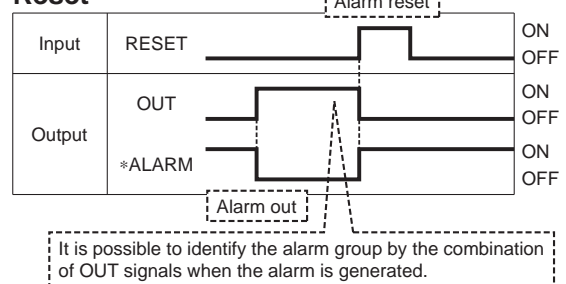 Reset
Alarm reset
Input RESET ON
OFF
Output OUT ON
OFF
*ALARM ON
OFF
Alarm out
It is possible to identify the alarm group by the combination
of OUT signals when the alarm is generated.